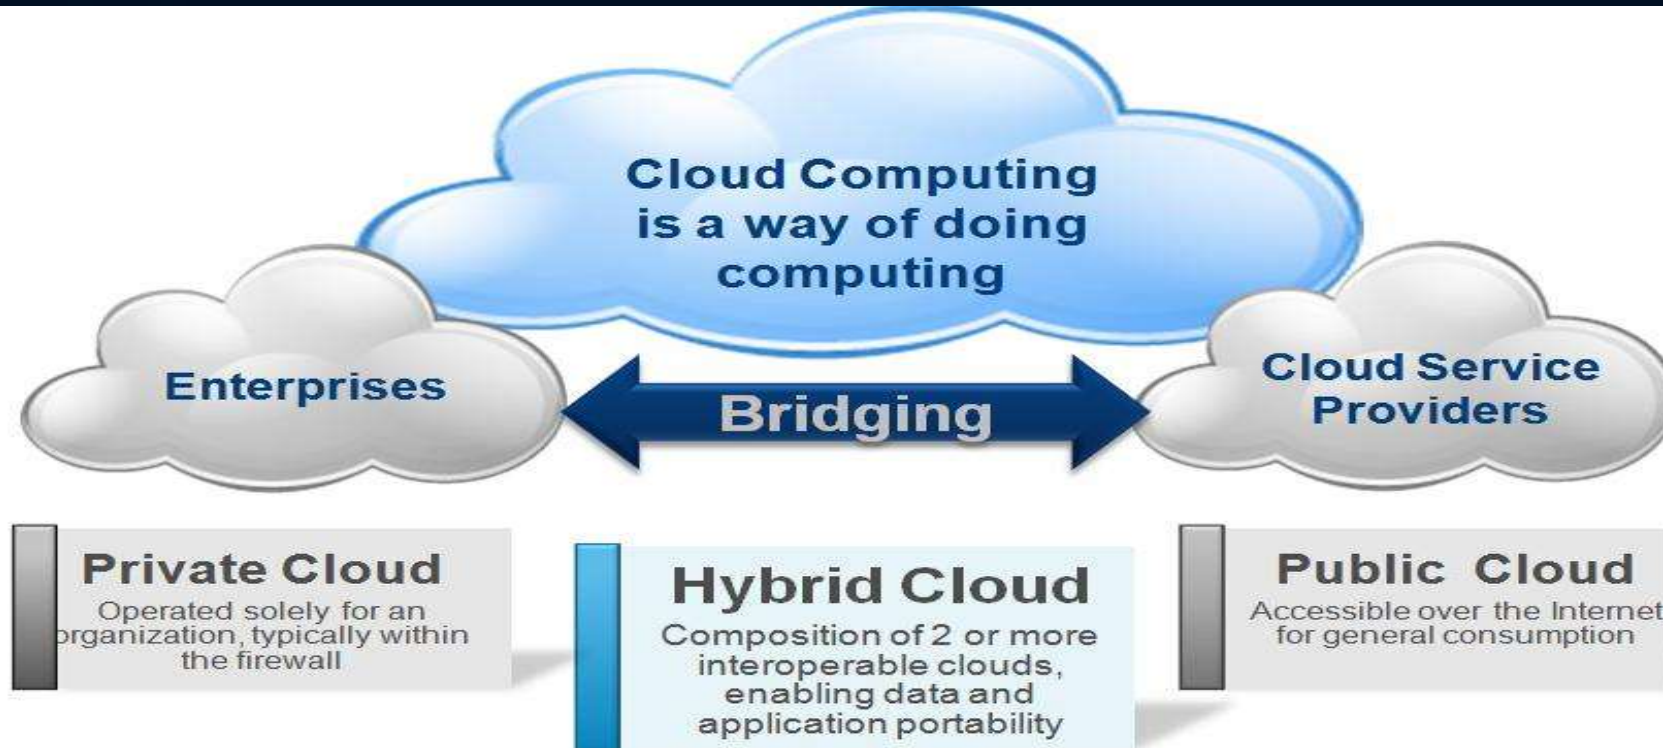 Cloud Computing
is a way of doing
computing
Enterprises
Bridging
Cloud Service
Providers
Private Cloud
Operated solely for an
organization, typically within
the firewall
Hybrid Cloud
Composition of 2 or more
interoperable clouds,
enabling data and
application portability
Public Cloud
Accessible over the Internet
for general consumption